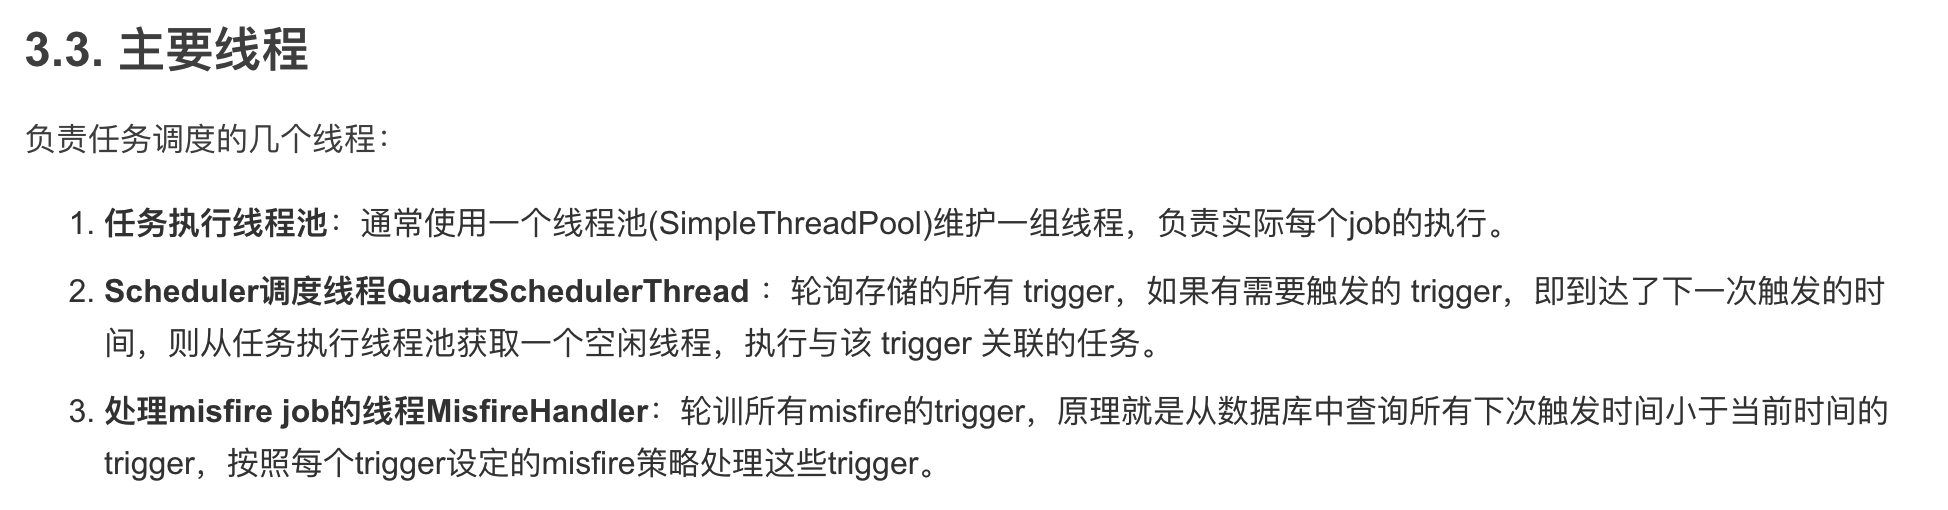 3.3. 主要线程
负责任务调度的几个线程：
1. 任务执行线程池：通常使用一个线程池(SimpleThreadPool)维护一组线程，负责实际每个job的执行。
2. Scheduler调度线程QuartzSchedulerThread ：轮询存储的所有 trigger，如果有需要触发的 trigger，即到达了下一次触发的时
间，则从任务执行线程池获取一个空闲线程，执行与该 trigger 关联的任务。
3. 处理misfire job的线程MisfireHandler：轮训所有misfire的trigger，原理就是从数据库中查询所有下次触发时间小于当前时间的
trigger，按照每个trigger设定的misfire策略处理这些trigger。